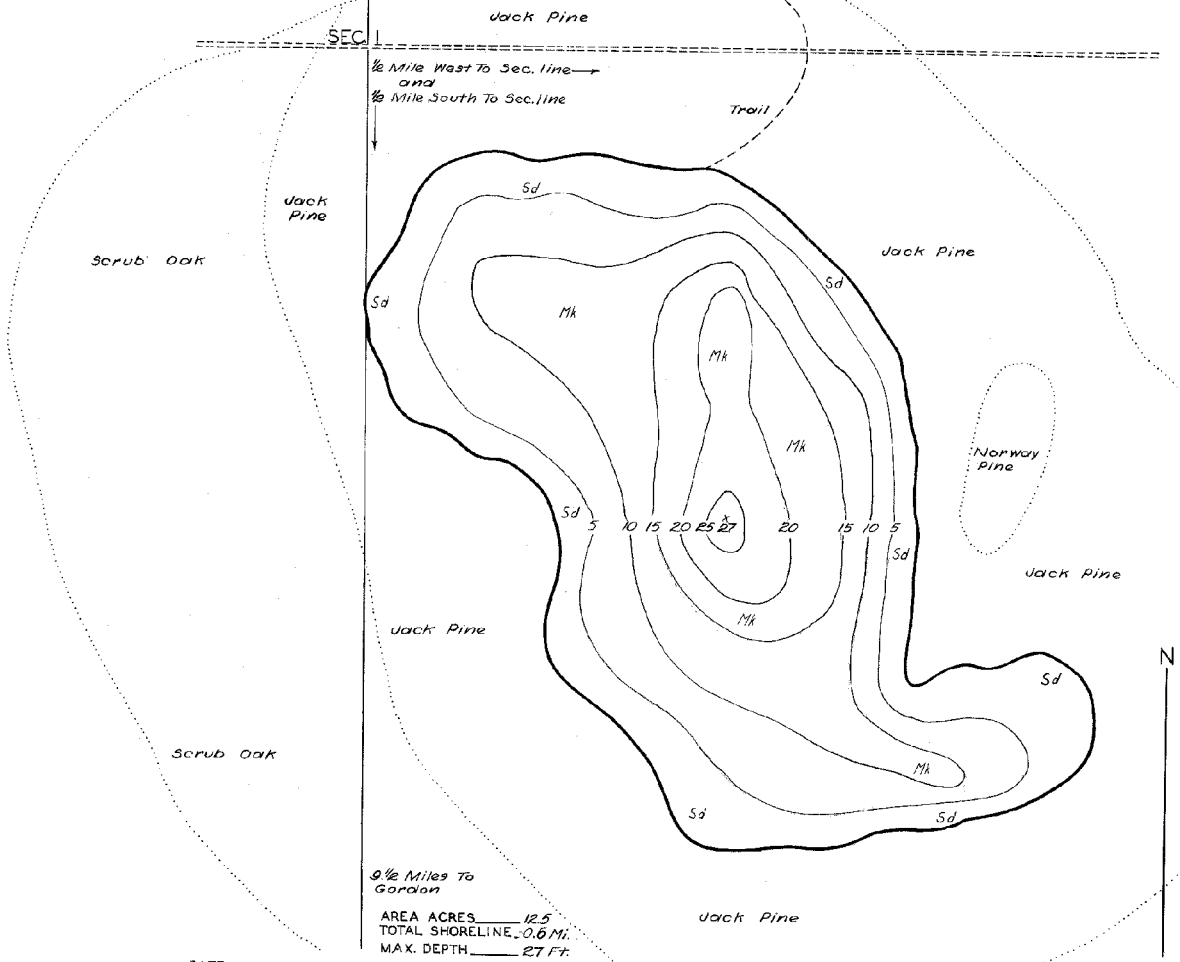 Jack Pine
SEC. 1
½ Mile West To Sec. line
and
½ Mile South To Sec. line
Trail
Sd
Jack
Pine
Jack Pine
Scrub Oak
Sd
Sd
Mk
Mk
Mk
Norway
Pine
Sd
5 10 15 20 25 x 27 20 15 10 5
Sd
Jack Pine
Mk
Jack Pine
N
Sd
Scrub Oak
Mk
Sd
Sd
9½ Miles To
Gordon
AREA ACRES 12.5
TOTAL SHORELINE 0.6 Mi.
MAX. DEPTH 27 Ft.
Jack Pine